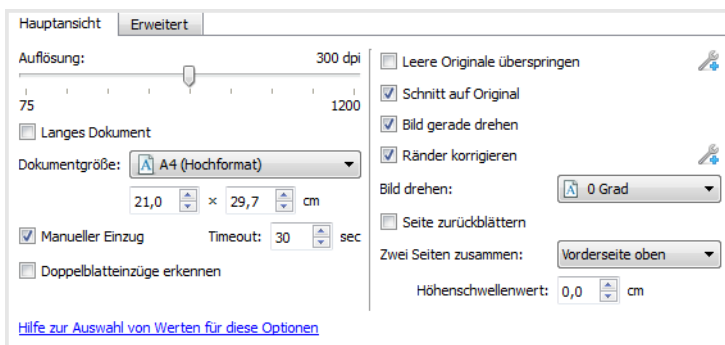 Hauptansicht Erweitert
Auflösung: 300 dpi
75 1200
Langes Dokument
Dokumentgröße: A A4 (Hochformat)
21,0 × 29,7 cm
Manueller Einzug Timeout: 30 sec
Doppelblatteinzüge erkennen
Hilfe zur Auswahl von Werten für diese Optionen
Leere Originale überspringen
Schnitt auf Original
Bild gerade drehen
Ränder korrigieren
Bild drehen: A 0 Grad
Seite zurückblättern
Zwei Seiten zusammen: Vorderseite oben
Höhenschwellenwert: 0,0 cm